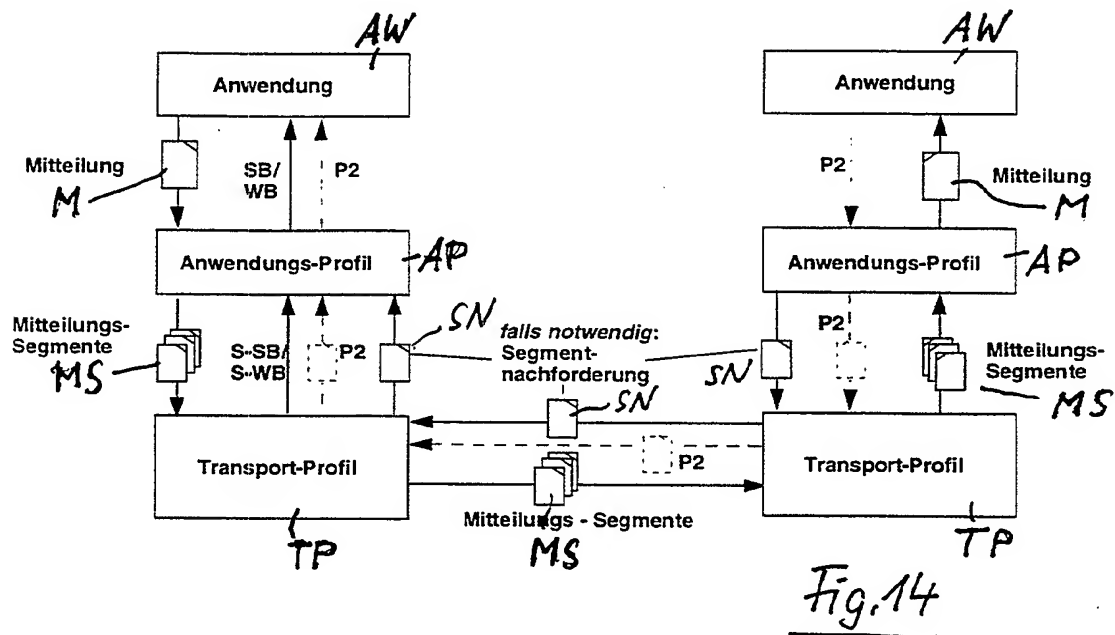 AW
AW
Anwendung
Anwendung
Mitteilung
M
SB/
WB
P2
P2
Mitteilung
M
Anwendungs-Profil
AP
Anwendungs-Profil
AP
Mitteilungs-
Segmente
MS
S-SB/
S-WB
P2
SN
falls notwendig:
Segment-
nachforderung
SN
SN
P2
Mitteilungs-
Segmente
MS
Transport-Profil
P2
Transport-Profil
Mitteilungs - Segmente
MS
TP
TP
Fig.14